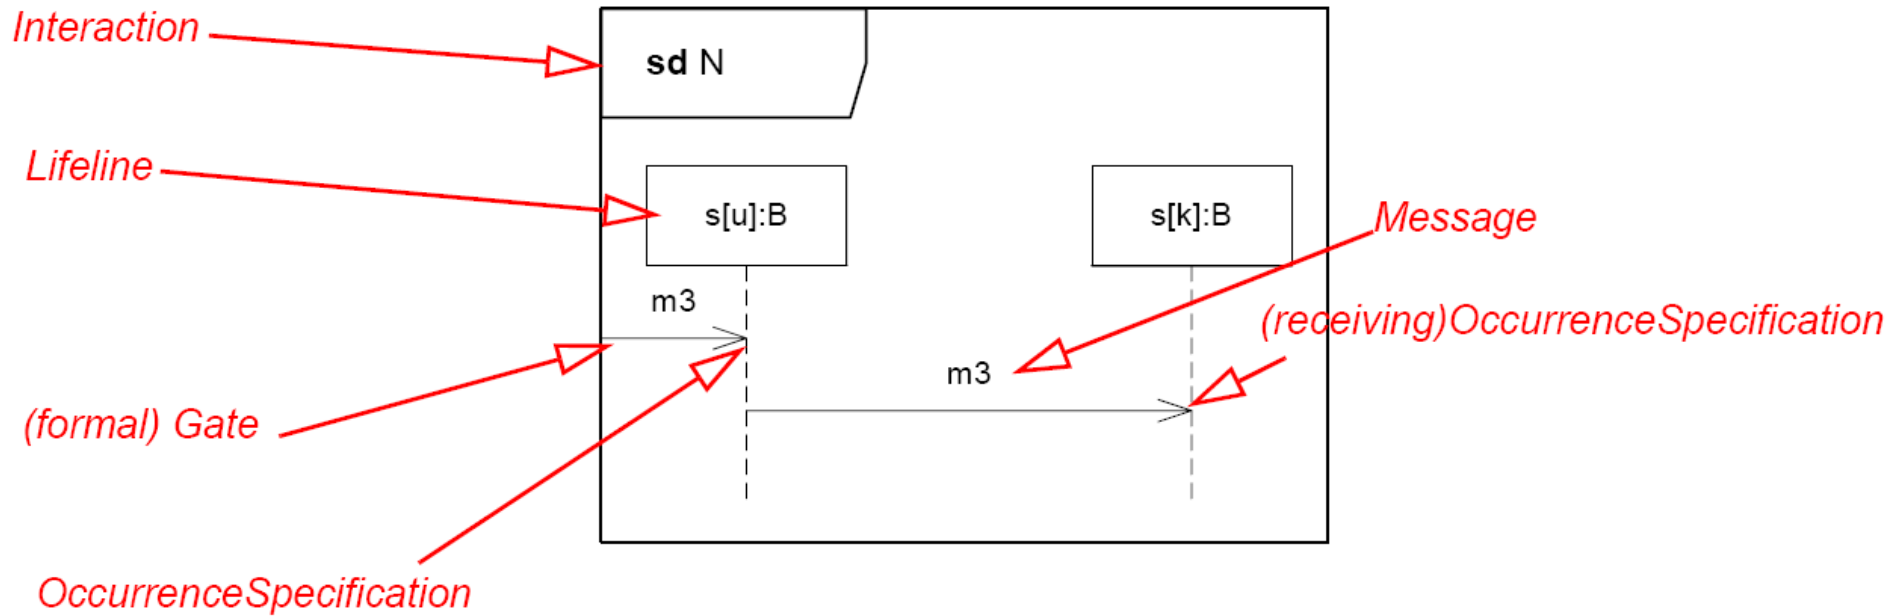 Interaction
sd N
Lifeline
s[u]:B
s[k]:B
Message
m3
(receiving)OccurrenceSpecification
m3
(formal) Gate
OccurrenceSpecification